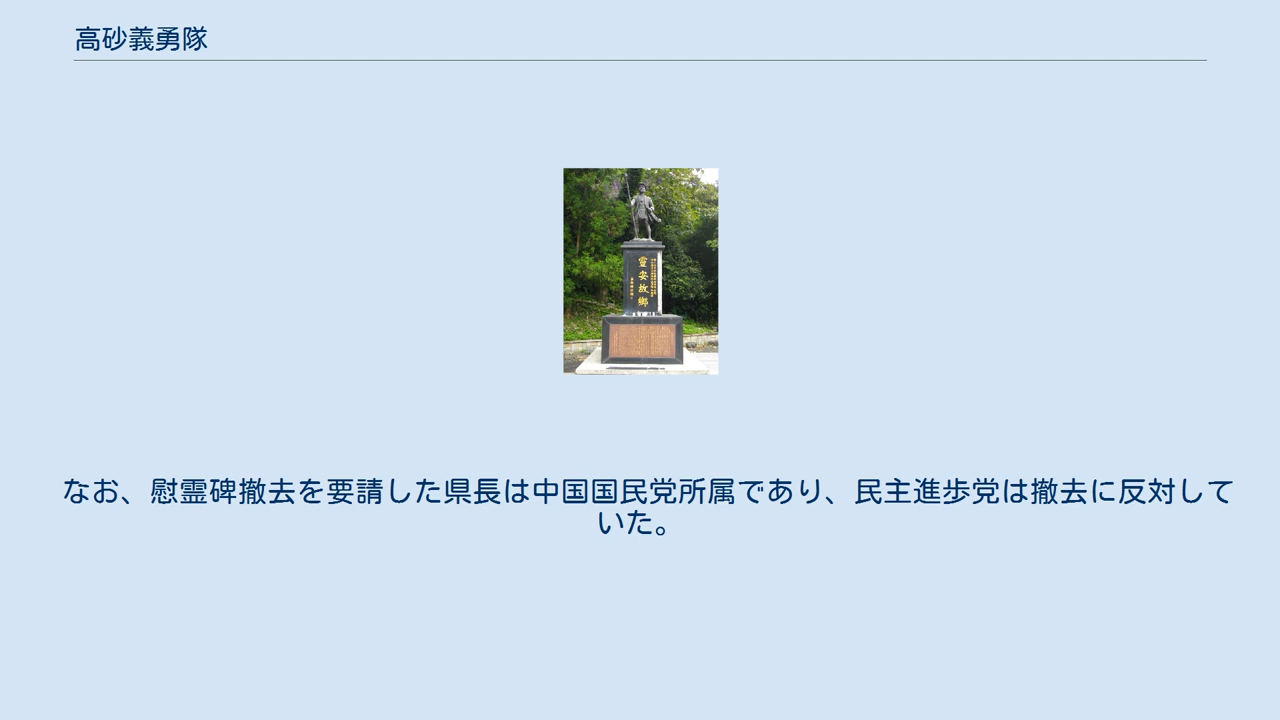 高砂義勇隊
靈安故鄉
なお、慰霊碑撤去を要請した県長は中国国民党所属であり、民主進歩党は撤去に反対して
いた。